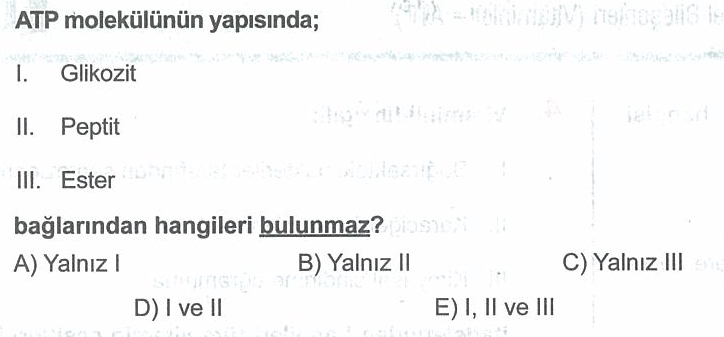 ATP molekülünün yapısında;
I. Glikozit
II. Peptit
III. Ester
bağlarından hangileri bulunmaz?
A) Yalnız I B) Yalnız II C) Yalnız III
D) I ve II E) I, II ve III